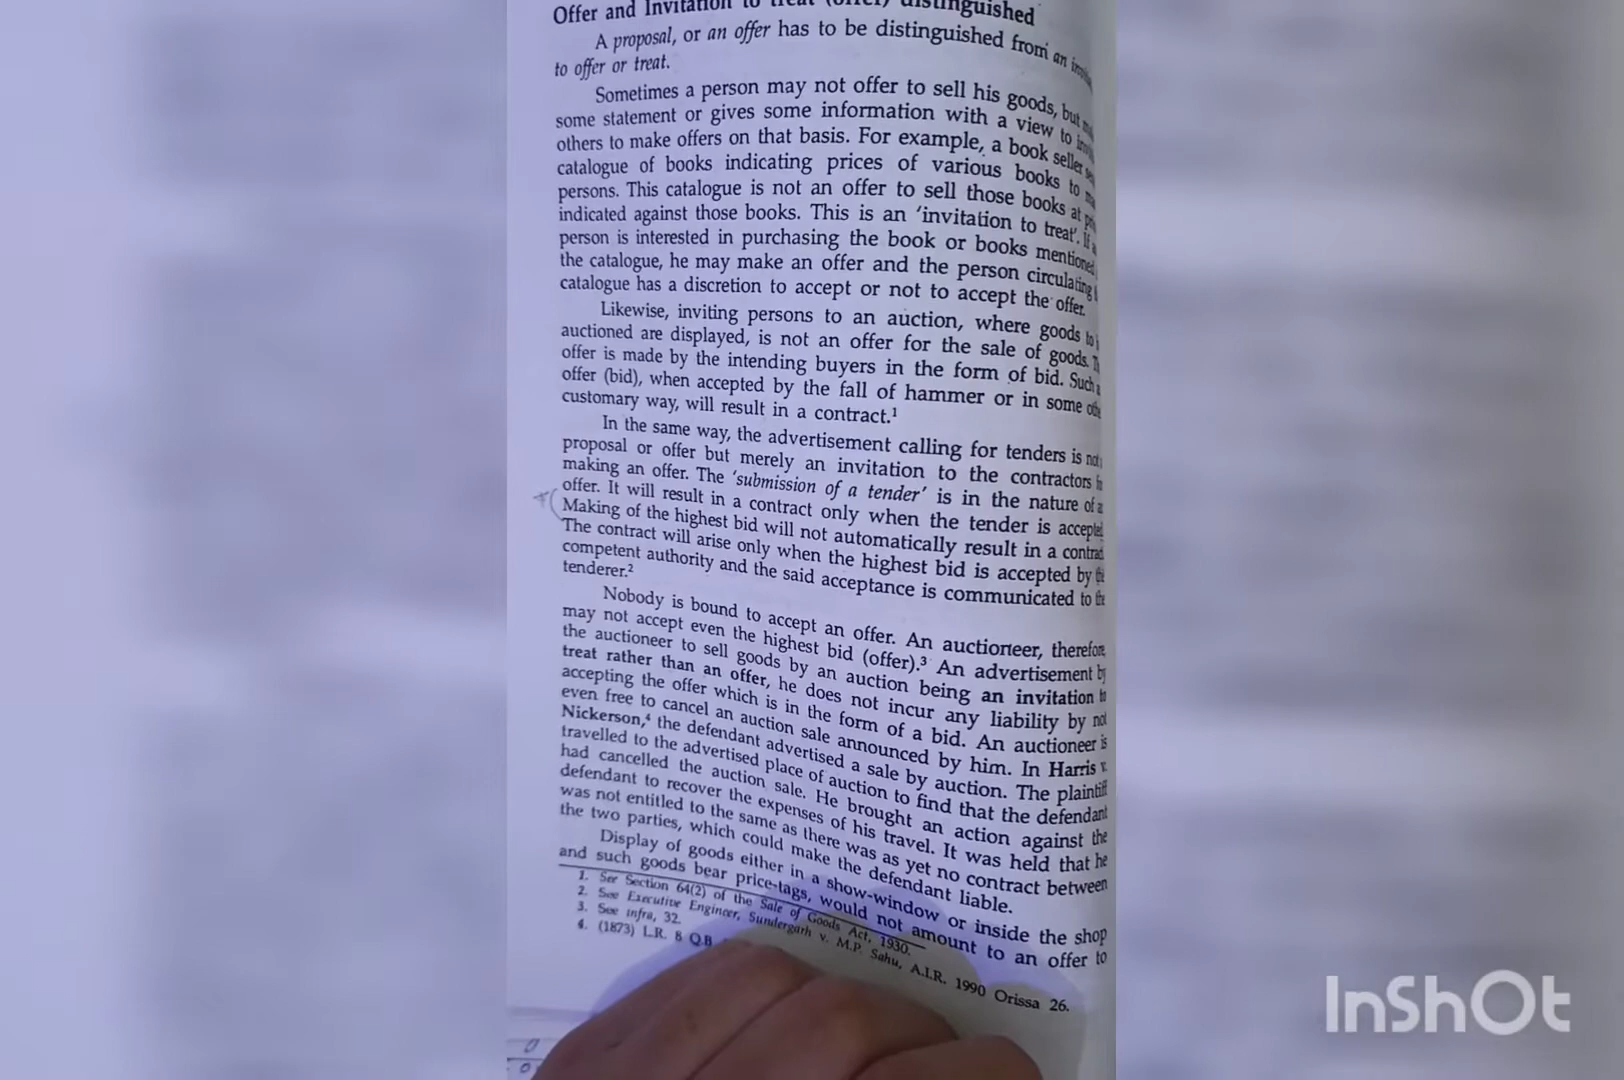 Offer and Invitation to treat (offer) distinguished
A proposal, or an offer has to be distinguished from an
to offer or treat.
Sometimes a person may not offer to sell his goods, but
some statement or gives some information with a view to
others to make offers on that basis. For example, a book seller
catalogue of books indicating prices of various books to
persons. This catalogue is not an offer to sell those books at
indicated against those books. This is an 'invitation to treat'. If
person is interested in purchasing the book or books mentioned
the catalogue, he may make an offer and the person circulating
catalogue has a discretion to accept or not to accept the offer.
Likewise, inviting persons to an auction, where goods to
auctioned are displayed, is not an offer for the sale of goods.
offer is made by the intending buyers in the form of bid. Such
offer (bid), when accepted by the fall of hammer or in some
customary way, will result in a contract.1
In the same way, the advertisement calling for tenders is not
proposal or offer but merely an invitation to the contractors
making an offer. The 'submission of a tender' is in the nature of
offer. It will result in a contract only when the tender is accepted
Making of the highest bid will not automatically result in a contract
The contract will arise only when the highest bid is accepted by the
competent authority and the said acceptance is communicated to the
tenderer.2
Nobody is bound to accept an offer. An auctioneer, therefore,
may not accept even the highest bid (offer).3 An advertisement by
the auctioneer to sell goods by an auction being an invitation to
treat rather than an offer, he does not incur any liability by not
accepting the offer which is in the form of a bid. An auctioneer is
even free to cancel an auction sale announced by him. In Harris v.
Nickerson,4 the defendant advertised a sale by auction. The plaintiff
travelled to the advertised place of auction to find that the defendant
had cancelled the auction sale. He brought an action against the
defendant to recover the expenses of his travel. It was held that he
was not entitled to the same as there was as yet no contract between
the two parties, which could make the defendant liable.
Display of goods either in a show-window or inside the shop
and such goods bear price-tags, would not amount to an offer to
1. See Section 64(2) of the Sale of Goods Act, 1930.
2. See Executive Engineer, Sundergarh v. M.P. Sahu, A.I.R. 1990 Orissa 26.
3. See infra, 32.
4. (1873) L.R. 8 Q.B
InShOt